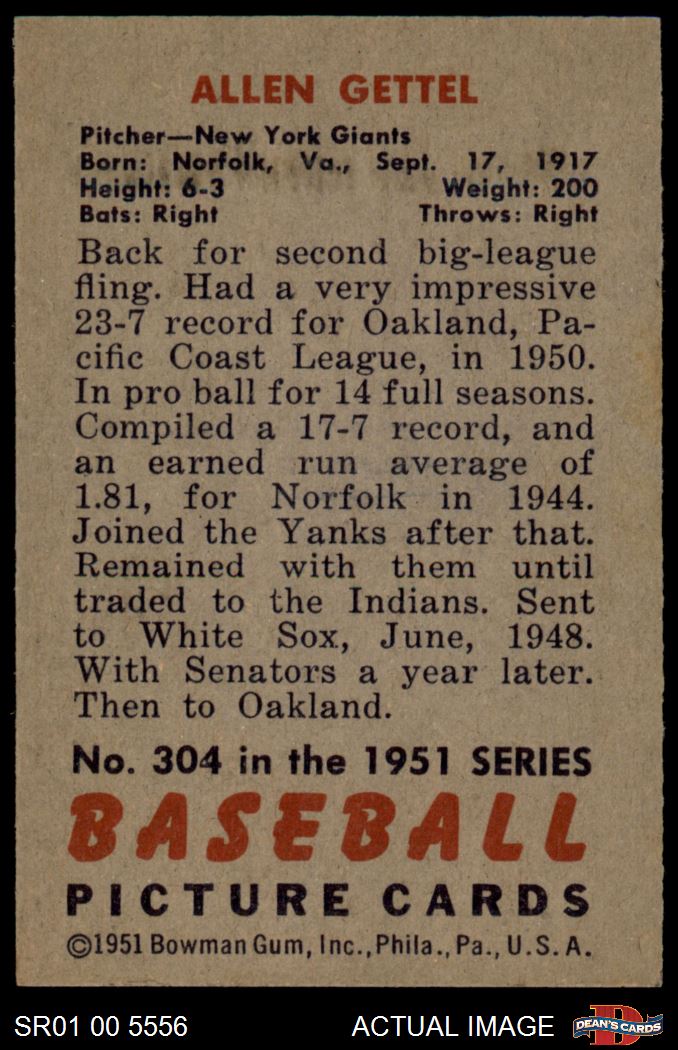 ALLEN GETTEL
Pitcher—New York Giants
Born: Norfolk, Va., Sept. 17, 1917
Height: 6-3 Weight: 200
Bats: Right Throws: Right
Back for second big-league
fling. Had a very impressive
23-7 record for Oakland, Pa-
cific Coast League, in 1950.
In pro ball for 14 full seasons.
Compiled a 17-7 record, and
an earned run average of
1.81, for Norfolk in 1944.
Joined the Yanks after that.
Remained with them until
traded to the Indians. Sent
to White Sox, June, 1948.
With Senators a year later.
Then to Oakland.
No. 304 in the 1951 SERIES
BASEBALL
PICTURE CARDS
©1951 Bowman Gum, Inc., Phila., Pa., U.S.A.
SR01 00 5556 ACTUAL IMAGE D DEAN'S CARDS